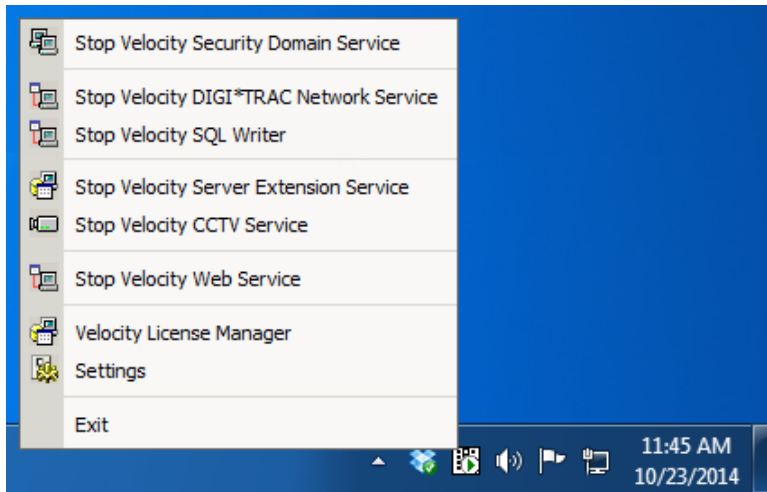 Stop Velocity Security Domain Service
Stop Velocity DIGI*TRAC Network Service
Stop Velocity SQL Writer
Stop Velocity Server Extension Service
Stop Velocity CCTV Service
Stop Velocity Web Service
Velocity License Manager
Settings
Exit
11:45 AM
10/23/2014